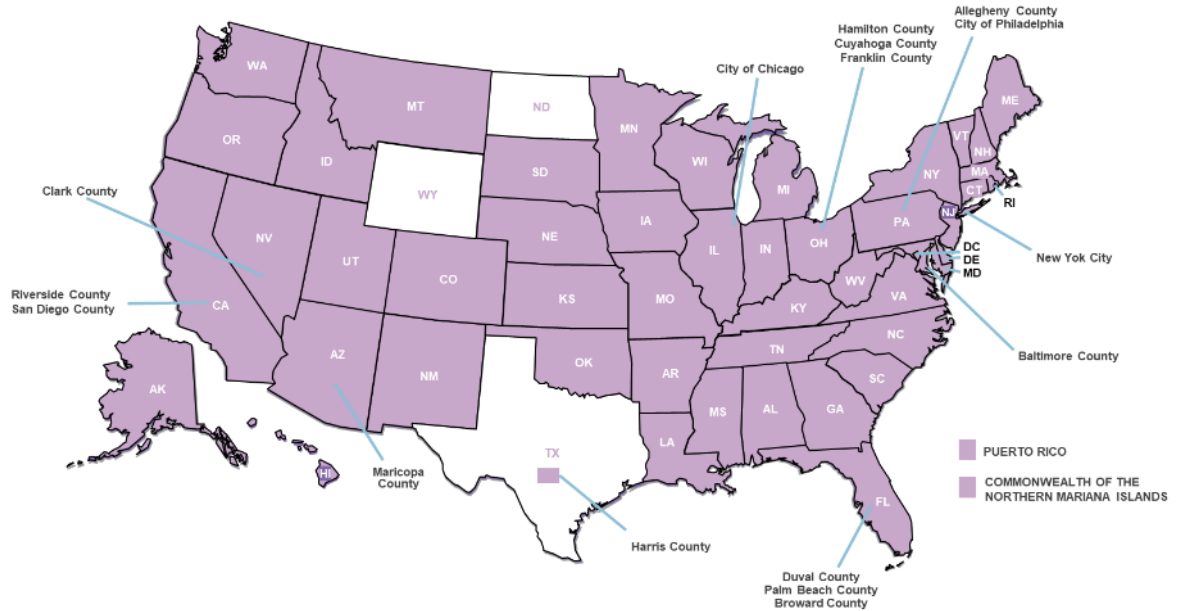 Allegheny County
City of Philadelphia
Hamilton County
Cuyahoga County
Franklin County
City of Chicago
WA
MT
ND
MN
ME
VT
NH
OR
ID
SD
WI
MI
NY
MA
CT
RI
Clark County
WY
IA
PA
NJ
NV
NE
IL
IN
OH
DC
DE
MD
New Yok City
UT
CO
KS
MO
WV
VA
KY
Riverside County
San Diego County
CA
NC
TN
Baltimore County
AZ
NM
OK
AR
SC
AK
MS
AL
GA
LA
TX
PUERTO RICO
HI
Maricopa
County
COMMONWEALTH OF THE
NORTHERN MARIANA ISLANDS
FL
Harris County
Duval County
Palm Beach County
Broward County